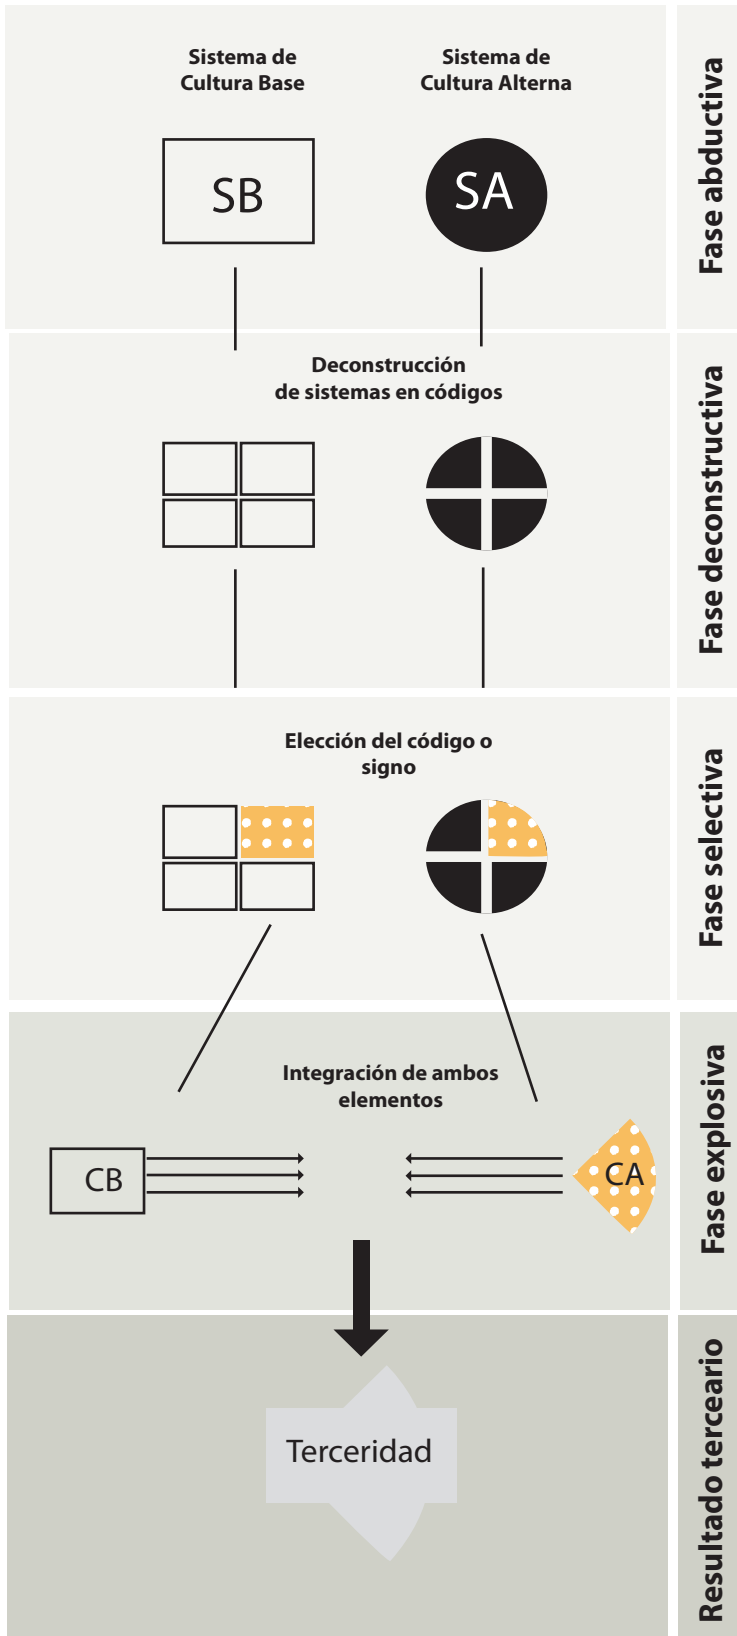 Sistema de
Cultura Base
Sistema de
Cultura Alterna
SB
SA
Fase abductiva
Deconstrucción
de sistemas en códigos
Fase deconstructiva
Elección del código o
signo
Fase selectiva
Integración de ambos
elementos
CB
CA
Fase explosiva
Terceridad
Resultado terceario